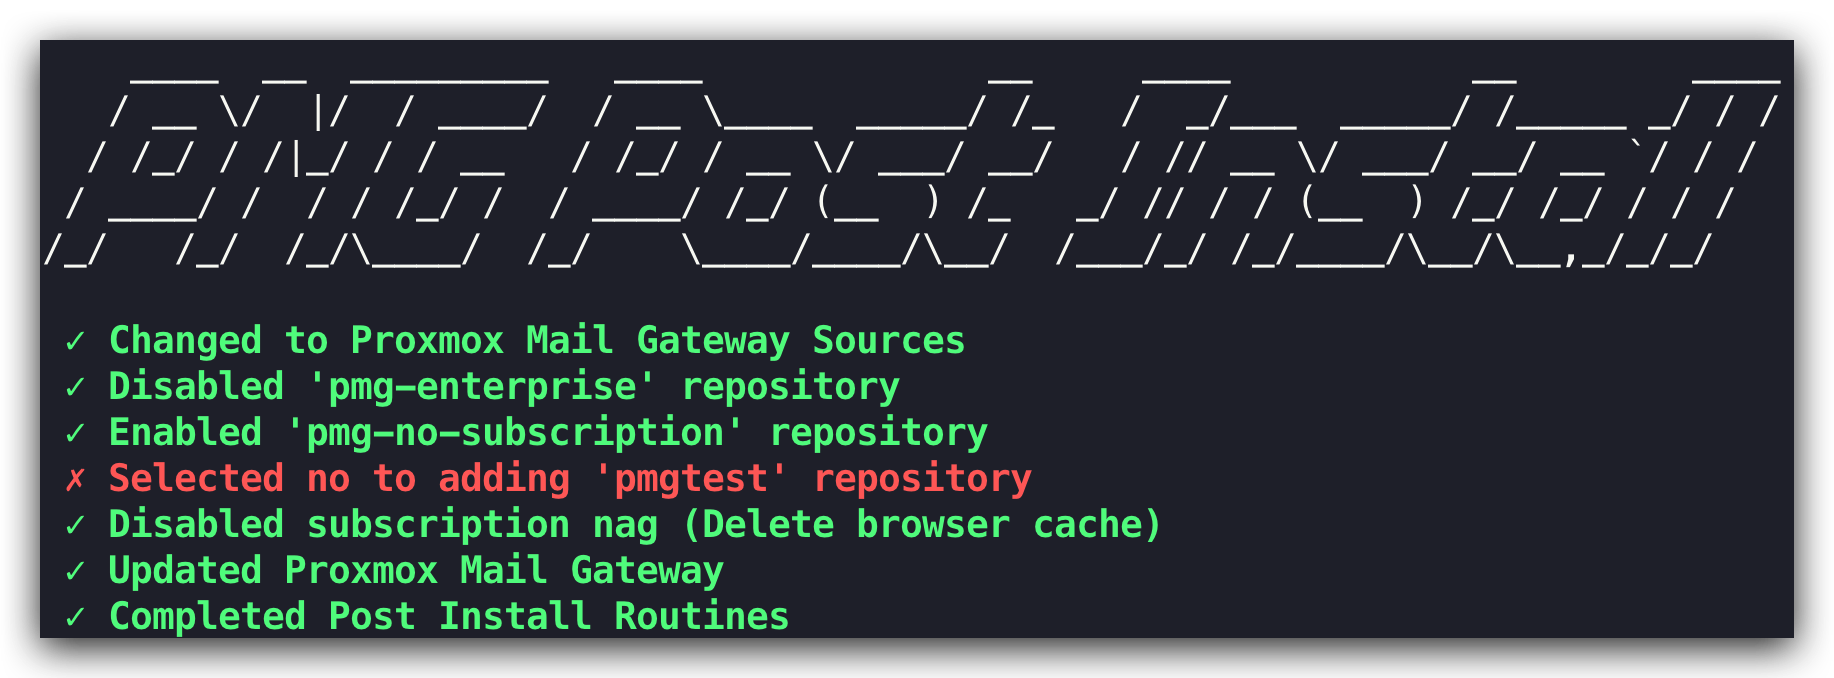 PMG Post Install
✓ Changed to Proxmox Mail Gateway Sources
✓ Disabled 'pmg-enterprise' repository
✓ Enabled 'pmg-no-subscription' repository
✗ Selected no to adding 'pmgtest' repository
✓ Disabled subscription nag (Delete browser cache)
✓ Updated Proxmox Mail Gateway
✓ Completed Post Install Routines